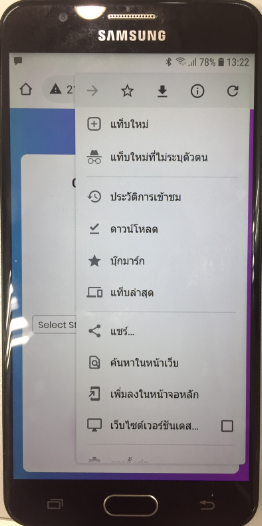 SAMSUNG
78% 13:22
แท็บใหม่
แท็บใหม่ที่ไม่ระบุตัวตน
ประวัติการเข้าชม
ดาวน์โหลด
บุ๊กมาร์ก
แท็บล่าสุด
แชร์...
ค้นหาในหน้าเว็บ
เพิ่มลงในหน้าจอหลัก
Select
เว็บไซต์เวอร์ชันเดส...